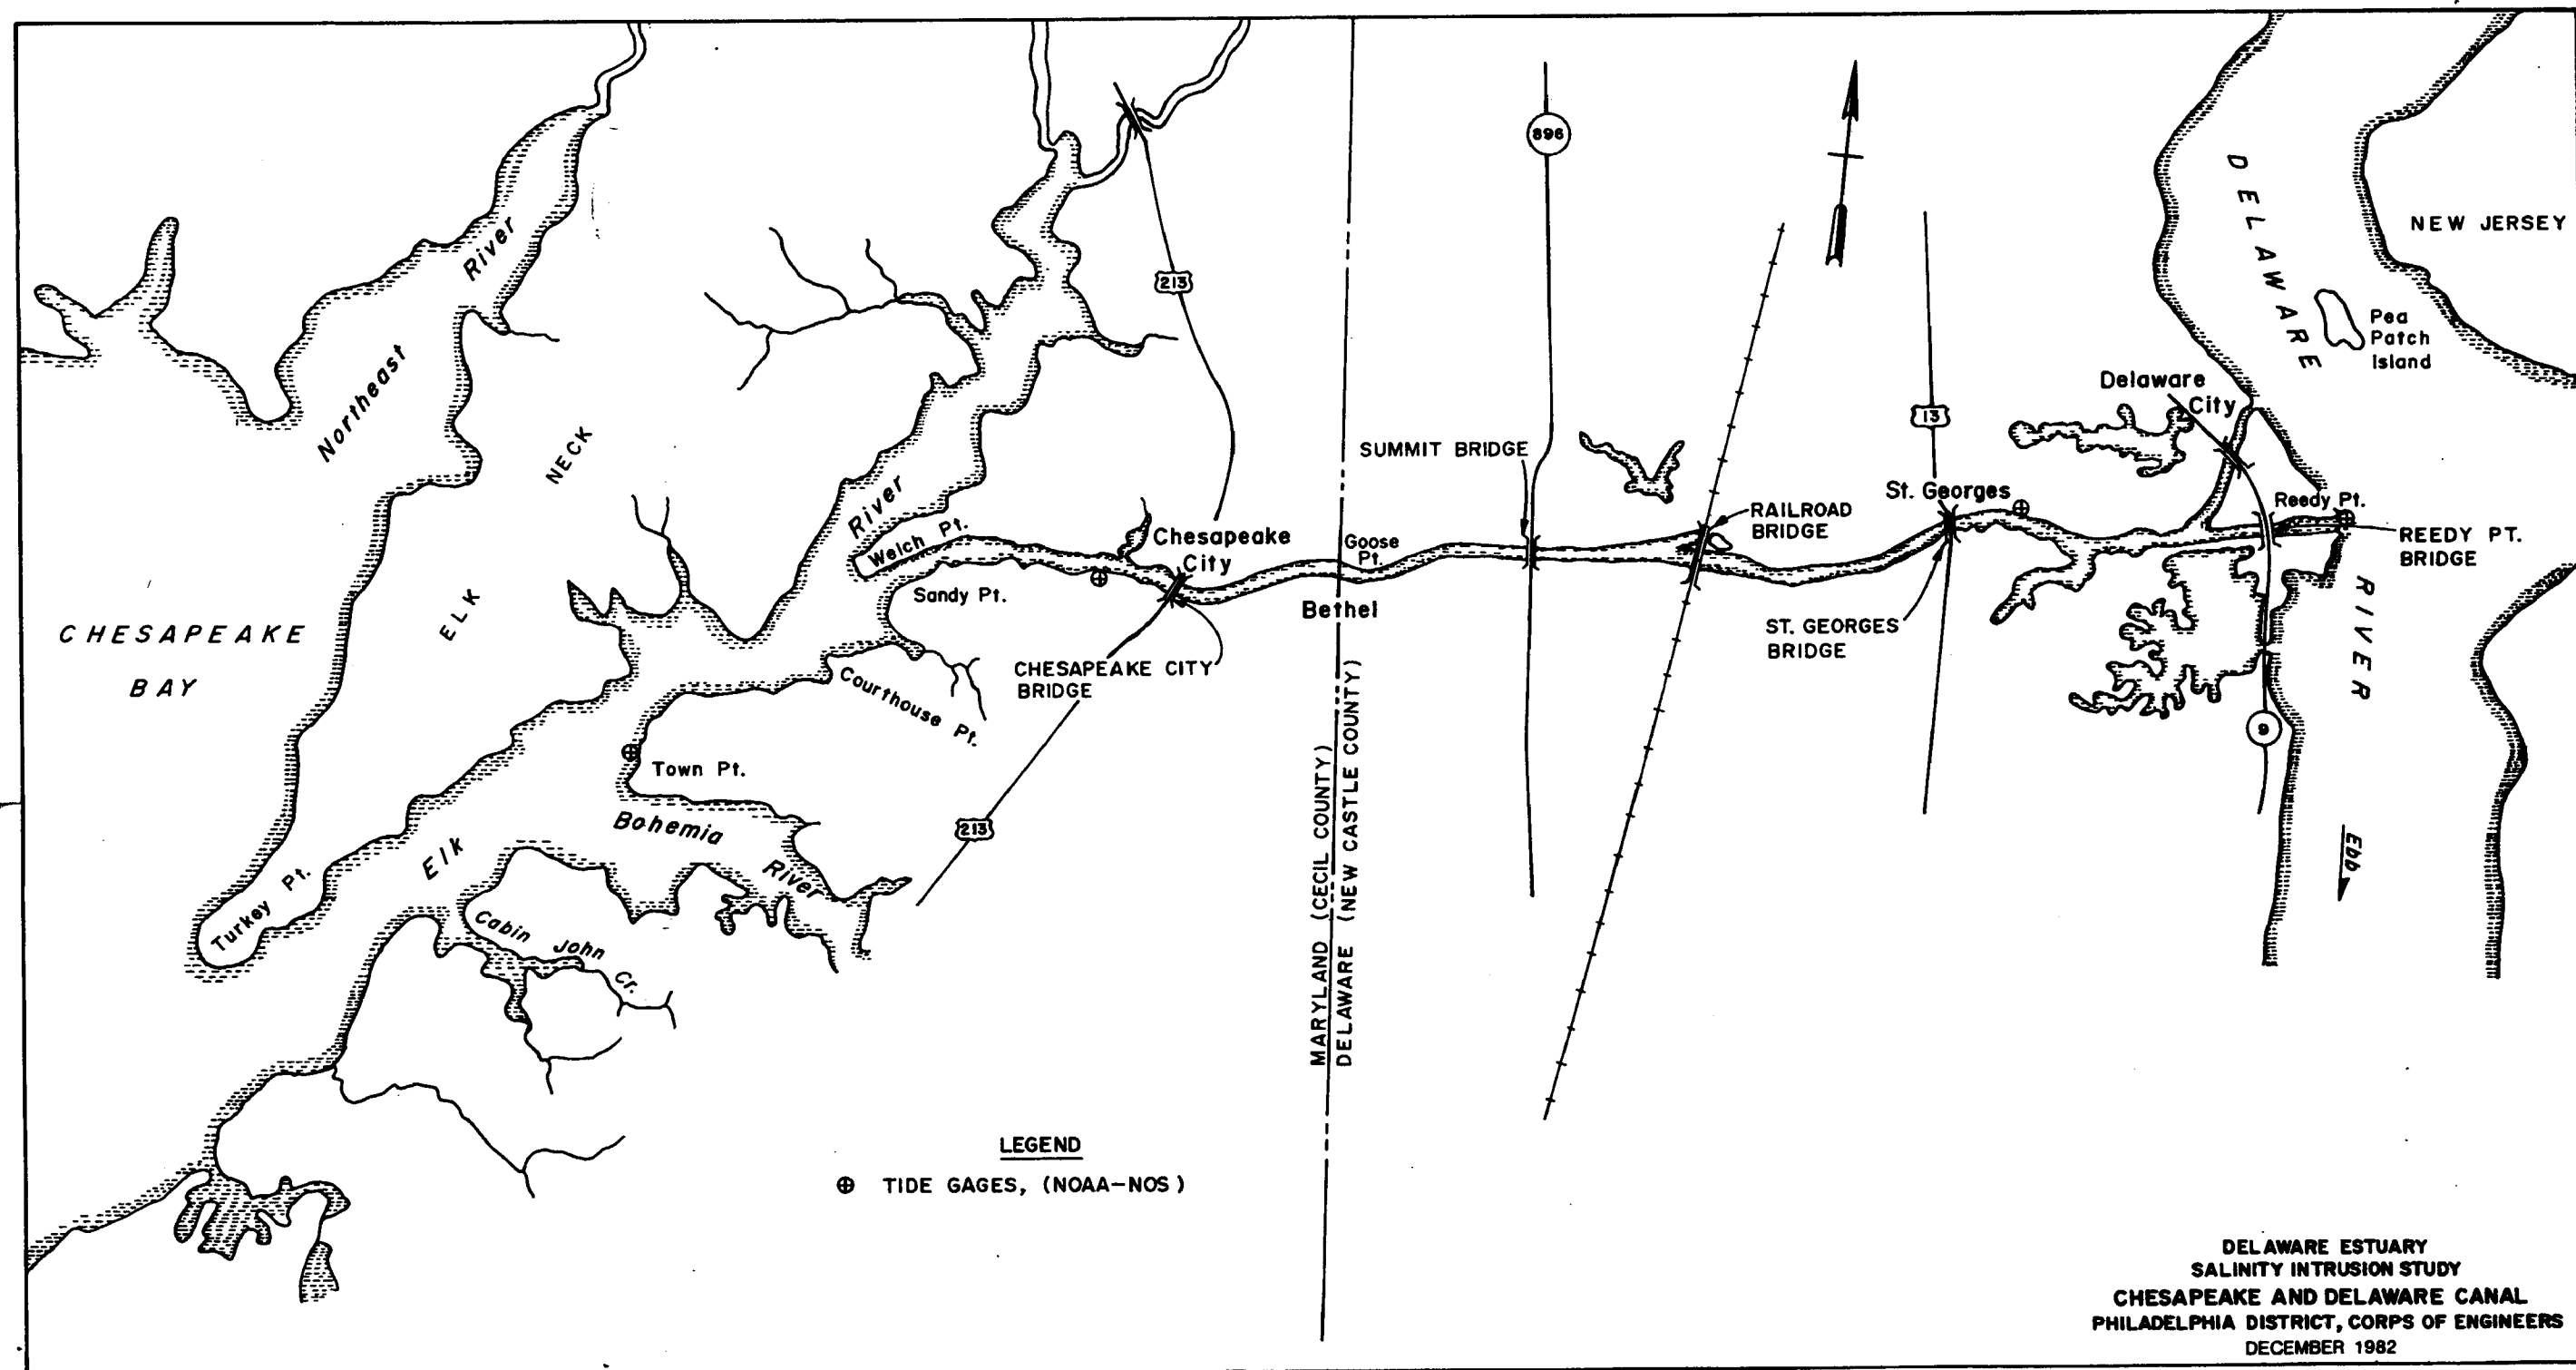 896
DELAWARE
NEW JERSEY
Northeast
River
213
Pea
Patch
Island
Delaware
City
13
ELK
NECK
SUMMIT BRIDGE
River
Welch Pt.
St. Georges
Reedy Pt.
RAILROAD
BRIDGE
REEDY PT.
BRIDGE
Chesapeake
City
Goose
Pt.
Sandy Pt.
Bethel
CHESAPEAKE
BAY
ST. GEORGES
BRIDGE
RIVER
CHESAPEAKE CITY
BRIDGE
Courthouse Pt.
Town Pt.
9
Bohemia
River
213
Elk
Ebb
Turkey Pt.
Cabin John Cr.
MARYLAND (CECIL COUNTY)
DELAWARE (NEW CASTLE COUNTY)
LEGEND
⊕ TIDE GAGES, (NOAA-NOS)
DELAWARE ESTUARY
SALINITY INTRUSION STUDY
CHESAPEAKE AND DELAWARE CANAL
PHILADELPHIA DISTRICT, CORPS OF ENGINEERS
DECEMBER 1982